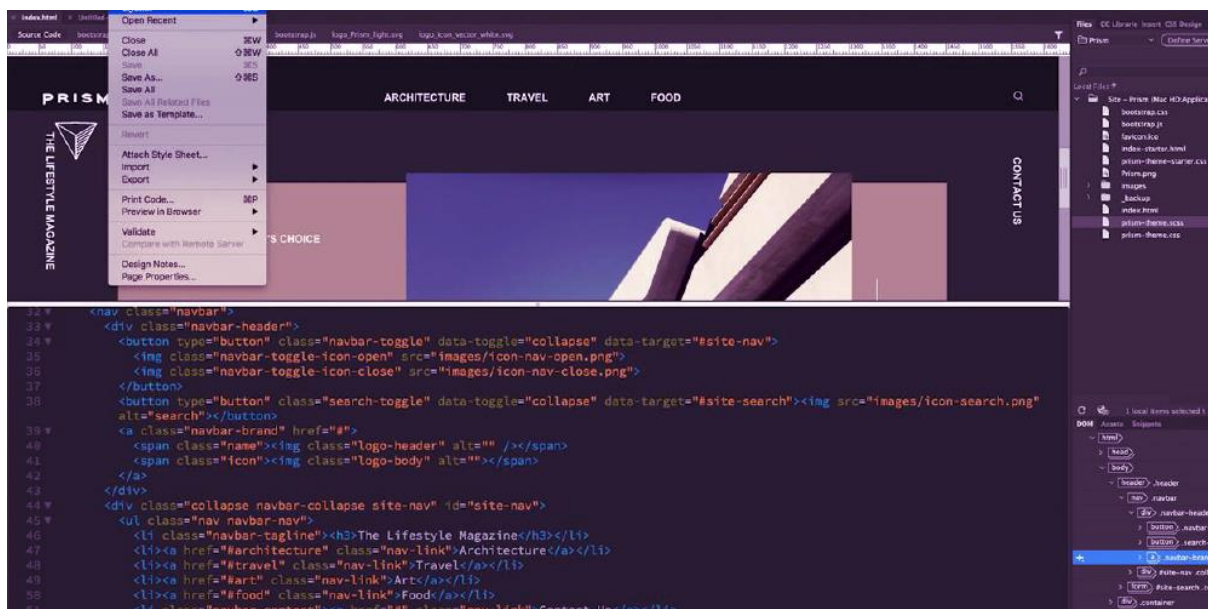 index.html
Open Recent
Source Code
bootstrap.js logo_Prism_light.svg logo_icon_vector_white.svg
Close ⌘W
Close All ⇧⌘W
Save ⌘S
Save As... ⇧⌘S
Save All
Save All Related Files
Save as Template...
Revert
Attach Style Sheet...
Import
Export
Print Code... ⌘P
Preview in Browser
Validate
Compare with Remote Server
Design Notes...
Page Properties...
PRISM
ARCHITECTURE TRAVEL ART FOOD
THE LIFESTYLE MAGAZINE
'S CHOICE
CONTACT US
32 <nav class="navbar">
33 <div class="navbar-header">
34 <button type="button" class="navbar-toggle" data-toggle="collapse" data-target="#site-nav">
35 <img class="navbar-toggle-icon-open" src="images/icon-nav-open.png">
36 <img class="navbar-toggle-icon-close" src="images/icon-nav-close.png">
37 </button>
38 <button type="button" class="search-toggle" data-toggle="collapse" data-target="#site-search"><img src="images/icon-search.png"
alt="search"></button>
39 <a class="navbar-brand" href="#">
40 <span class="name"><img class="logo-header" alt="" /></span>
41 <span class="icon"><img class="logo-body" alt=""></span>
42 </a>
43 </div>
44 <div class="collapse navbar-collapse site-nav" id="site-nav">
45 <ul class="nav navbar-nav">
46 <li class="navbar-tagline"><h3>The Lifestyle Magazine</h3></li>
47 <li><a href="#architecture" class="nav-link">Architecture</a></li>
48 <li><a href="#travel" class="nav-link">Travel</a></li>
49 <li><a href="#art" class="nav-link">Art</a></li>
50 <li><a href="#food" class="nav-link">Food</a></li>
Files CC Librarie Insert CSS Design
Prism Define Serv
Local Files
Site - Prism (Mac HD:Applica
bootstrap.css
bootstrap.js
favicon.ico
index-starter.html
prism-theme-starter.css
Prism.png
images
_backup
index.html
prism-theme.scss
prism-theme.css
1 local items selected t
DOM Assets Snippets
html
head
body
header .header
nav .navbar
div .navbar-heade
button .navbar
button .search-
a .navbar-bran
div #site-nav .coll
form #site-search .n
div .container